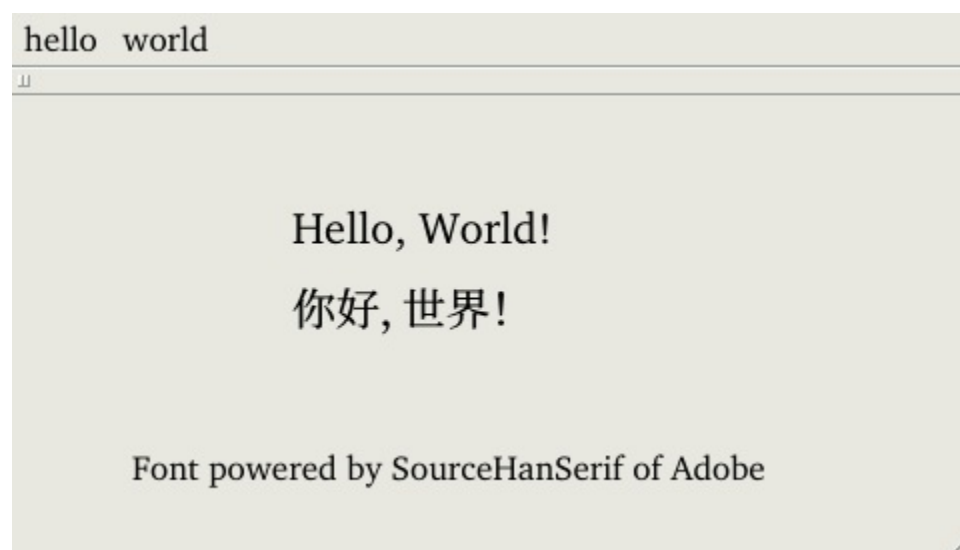 hello world
Hello, World!
你好, 世界!
Font powered by SourceHanSerif of Adobe